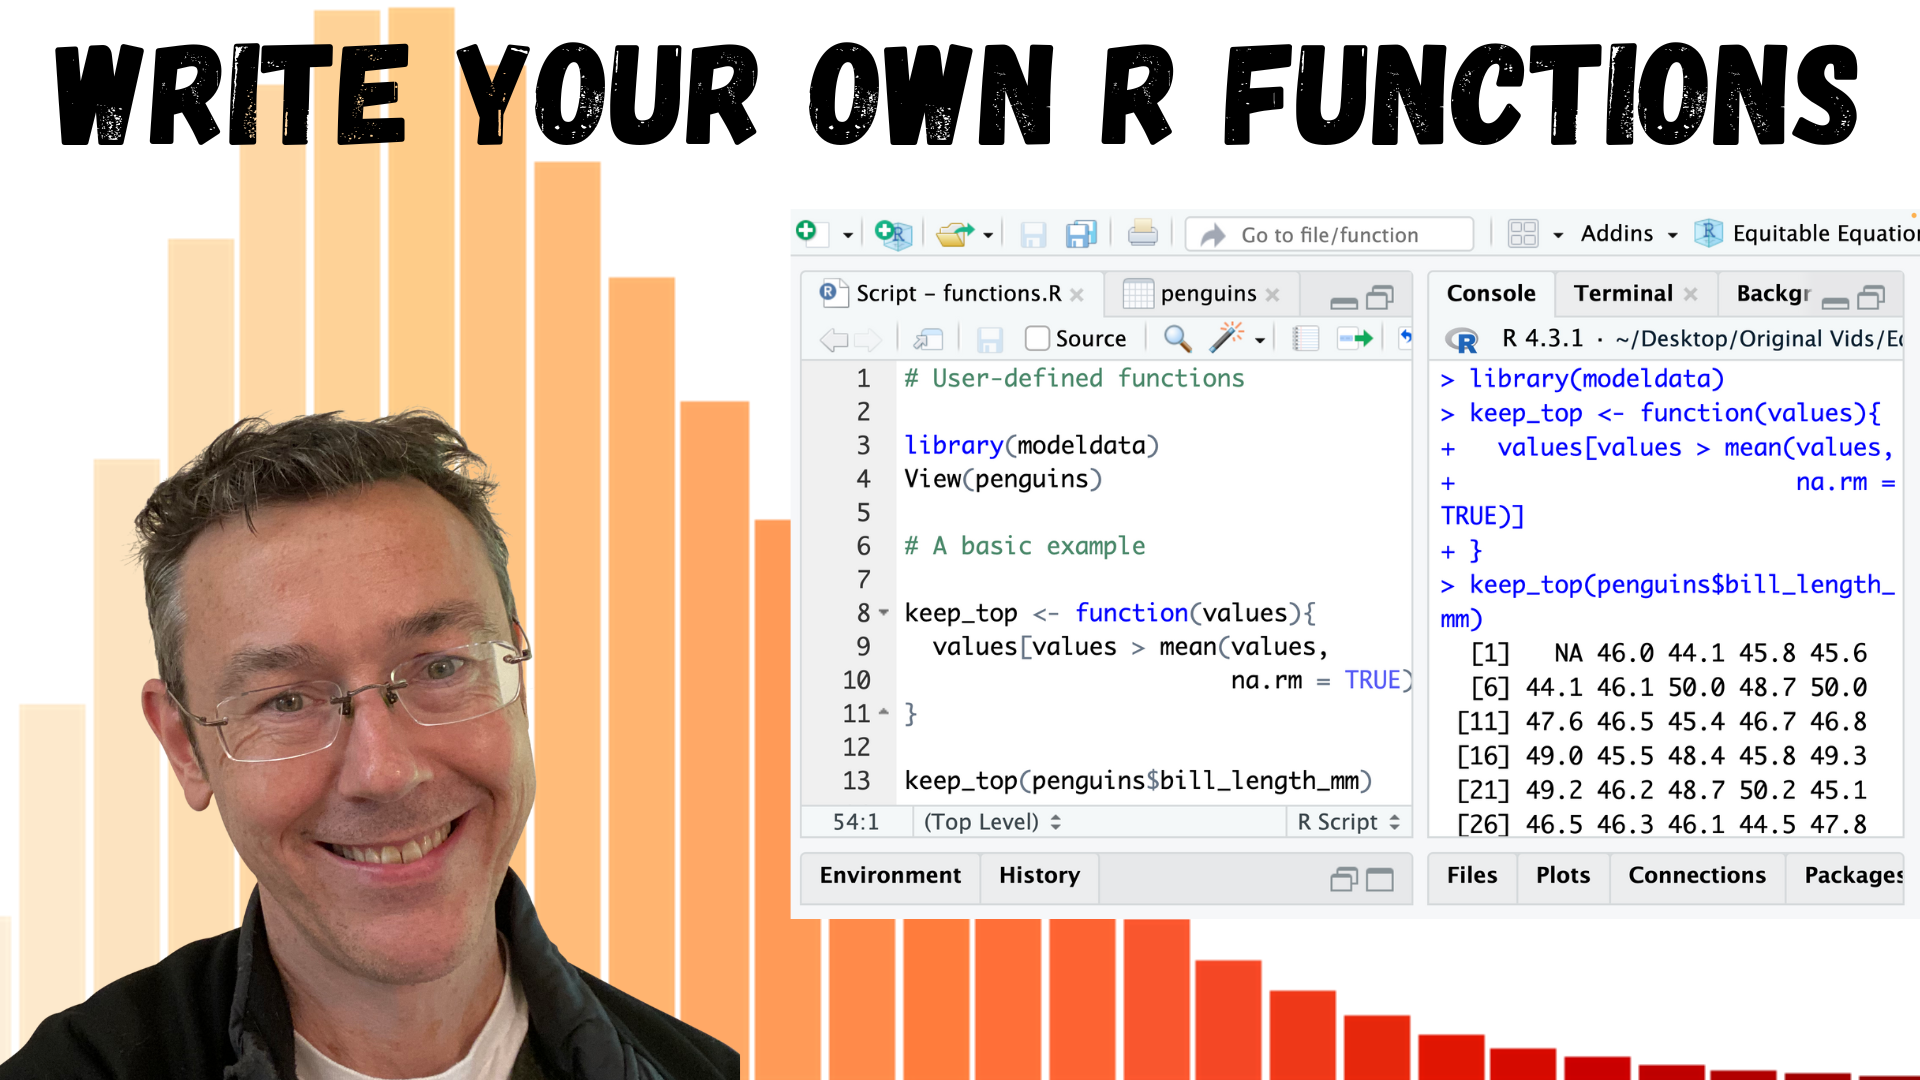 WRITE YOUR OWN R FUNCTIONS
Go to file/function
Addins
Equitable Equatio
Script - functions.R
penguins
Source
1 # User-defined functions
2
3 library(modeldata)
4 View(penguins)
5
6 # A basic example
7
8 keep_top <- function(values){
9 values[values > mean(values,
10 na.rm = TRUE)
11 }
12
13 keep_top(penguins$bill_length_mm)
54:1 (Top Level) R Script
Environment History
Console Terminal Backgr
R 4.3.1 · ~/Desktop/Original Vids/Ec
> library(modeldata)
> keep_top <- function(values){
+ values[values > mean(values,
+ na.rm =
TRUE)]
+ }
> keep_top(penguins$bill_length_
mm)
[1] NA 46.0 44.1 45.8 45.6
[6] 44.1 46.1 50.0 48.7 50.0
[11] 47.6 46.5 45.4 46.7 46.8
[16] 49.0 45.5 48.4 45.8 49.3
[21] 49.2 46.2 48.7 50.2 45.1
[26] 46.5 46.3 46.1 44.5 47.8
Files Plots Connections Packages